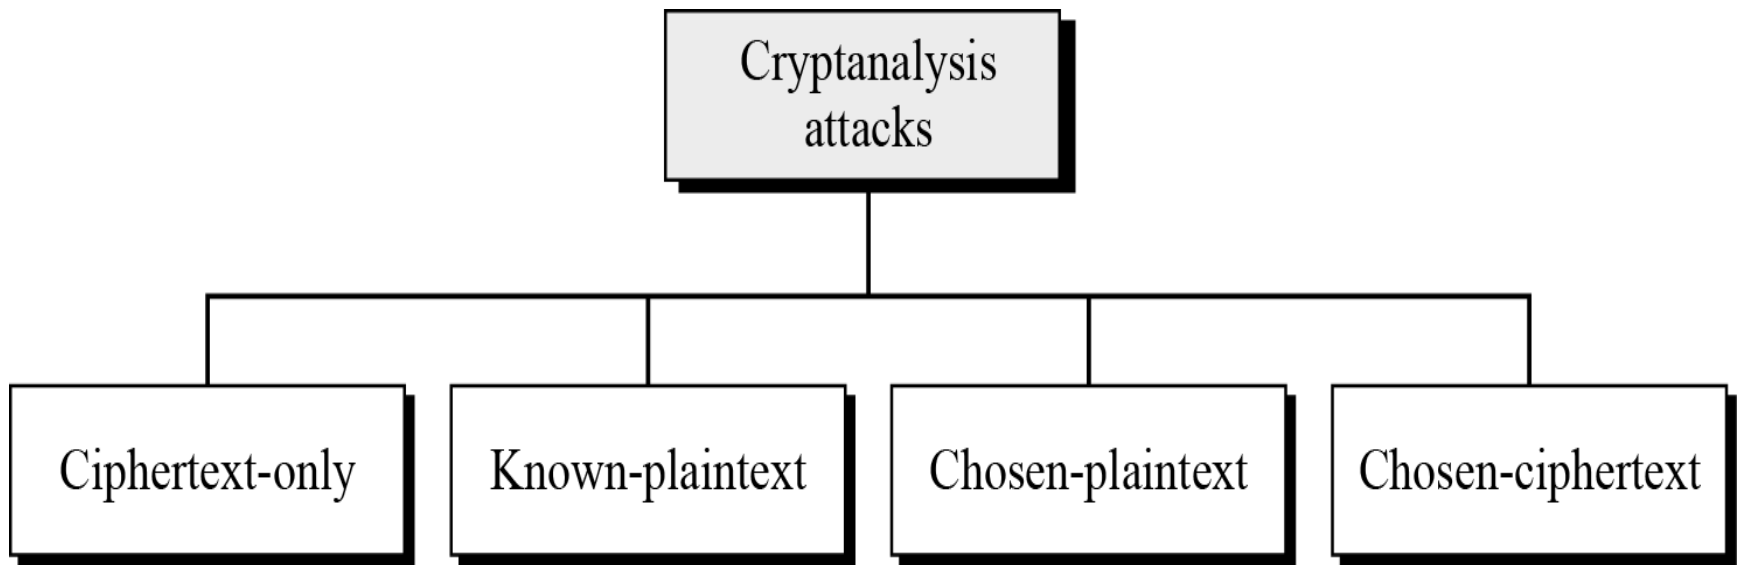 Cryptanalysis
attacks
Ciphertext-only
Known-plaintext
Chosen-plaintext
Chosen-ciphertext